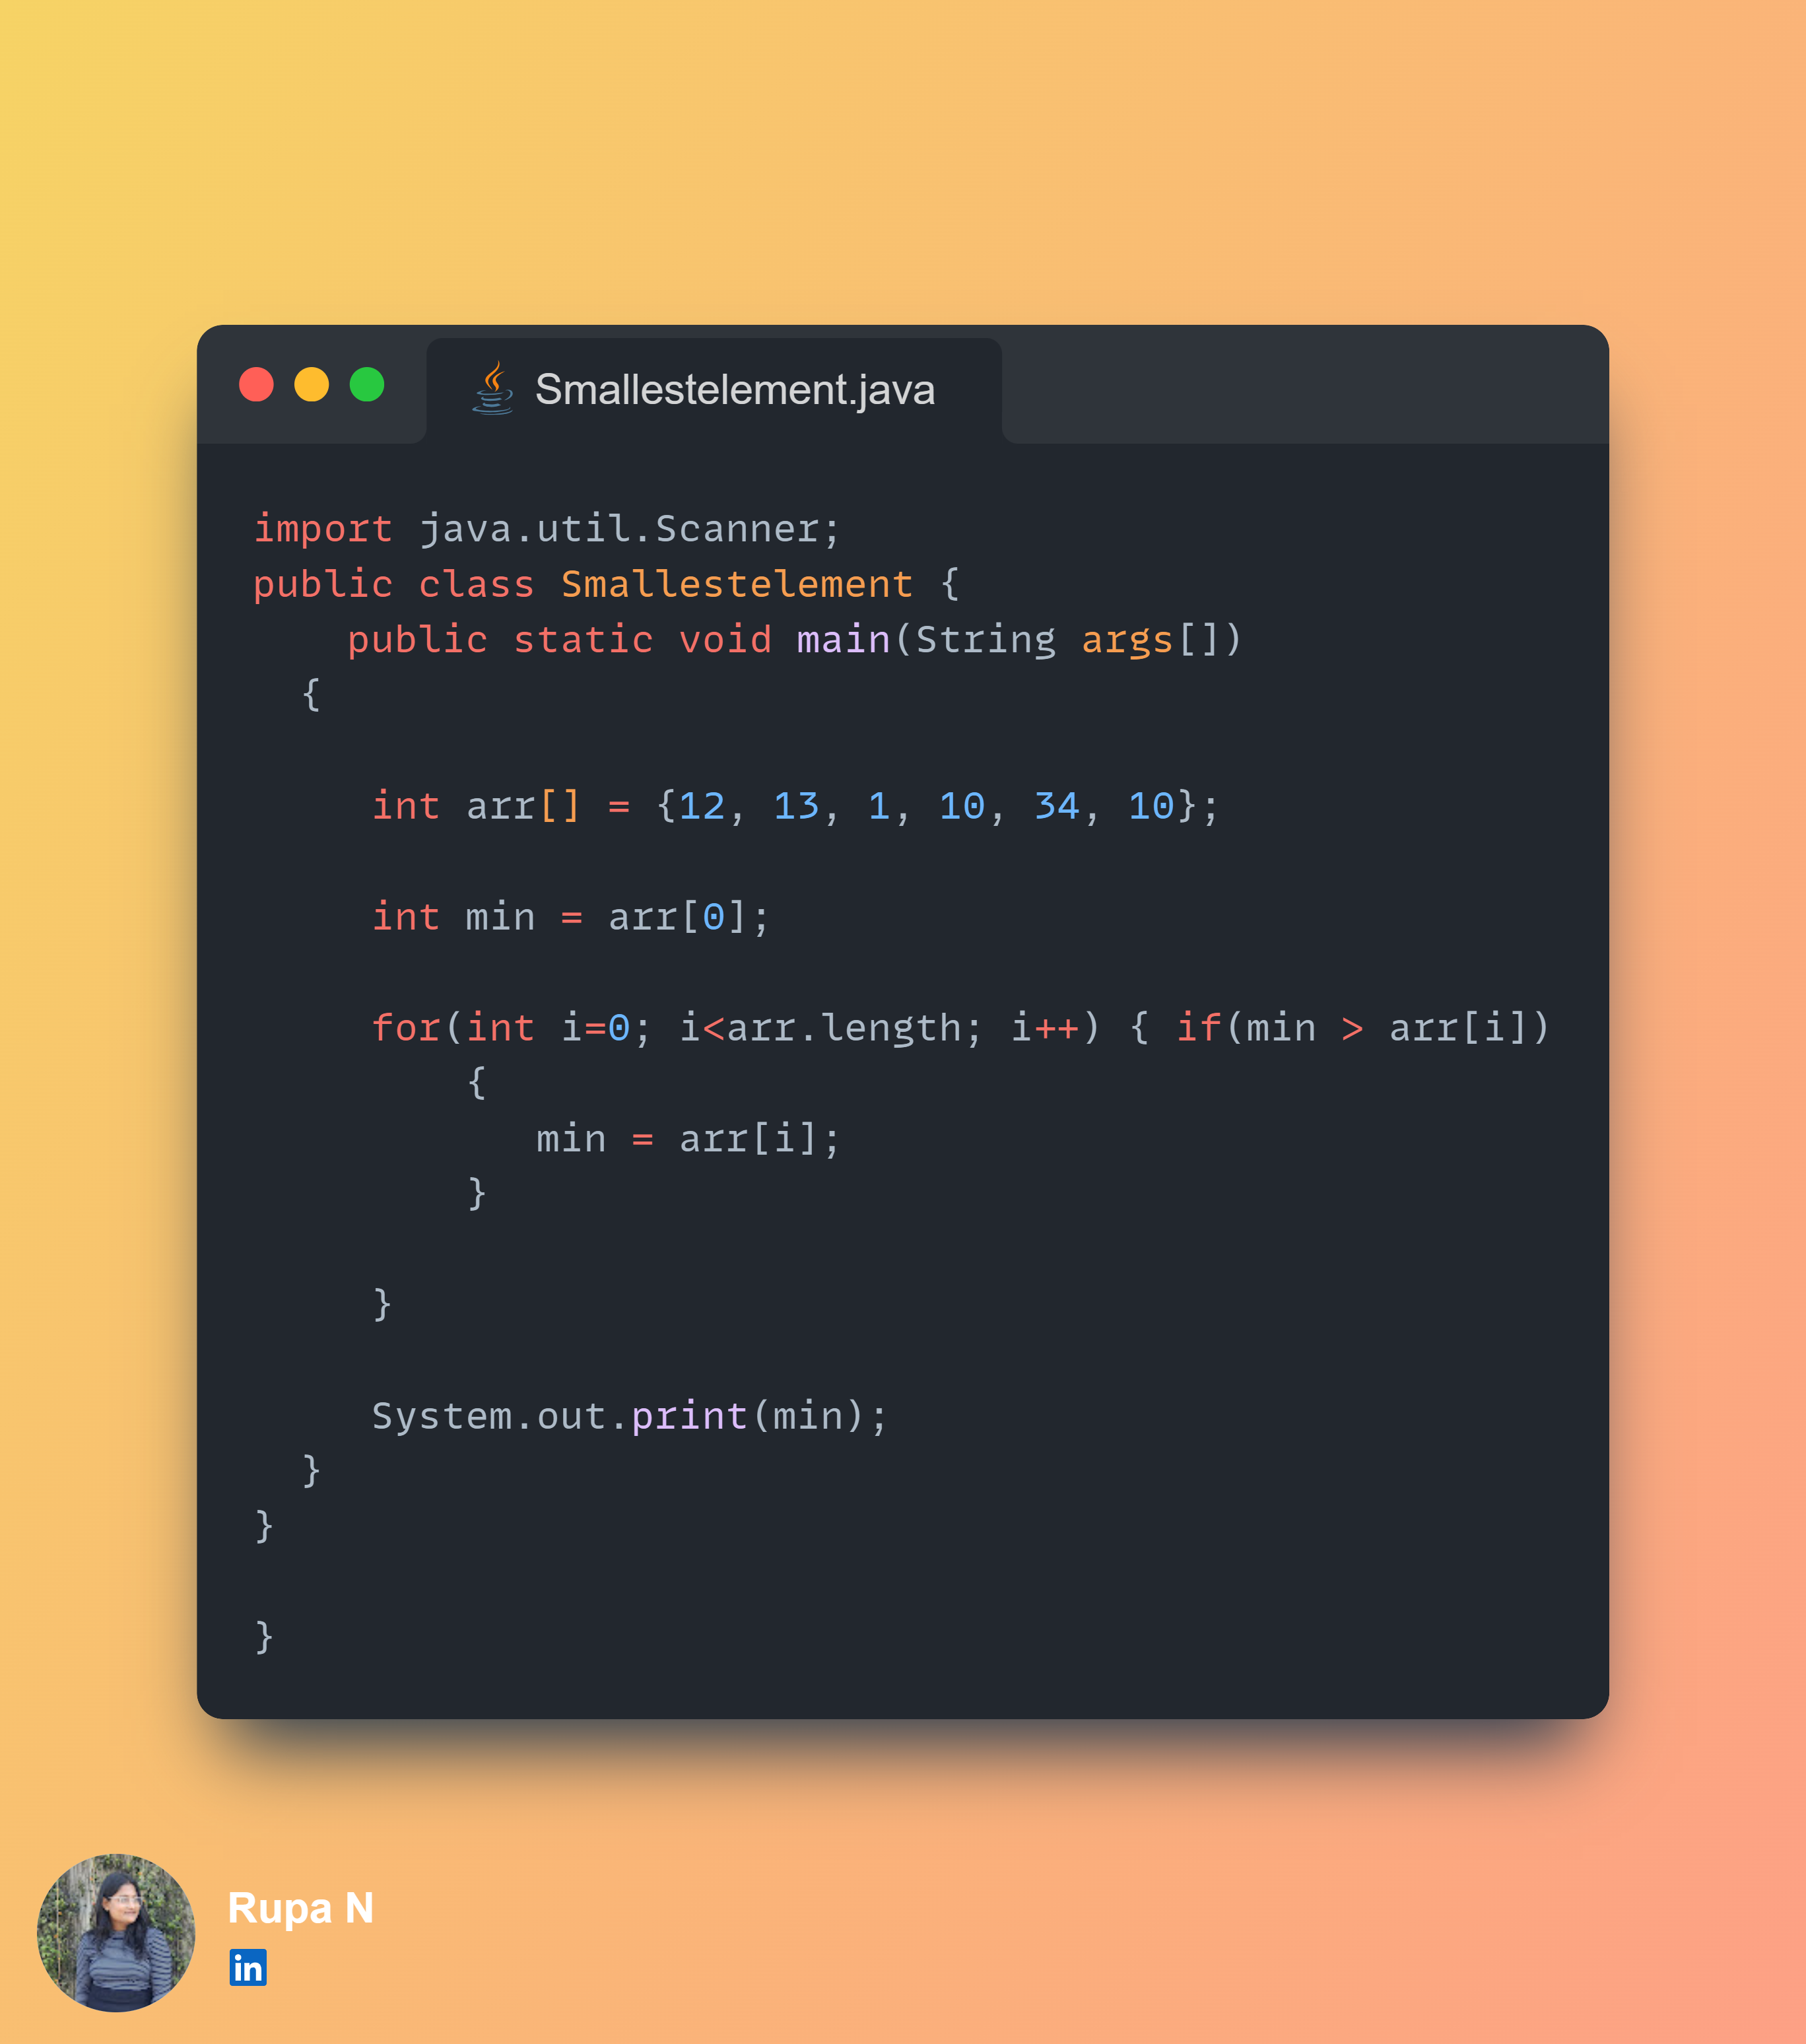 Smallestelement.java
import java.util.Scanner;
public class Smallestelement {
    public static void main(String args[])
  {
     int arr[] = {12, 13, 1, 10, 34, 10};
     int min = arr[0];
     for(int i=0; i<arr.length; i++) { if(min > arr[i])
         {
            min = arr[i];
         }
     }
     System.out.print(min);
  }
}
}
Rupa N
in